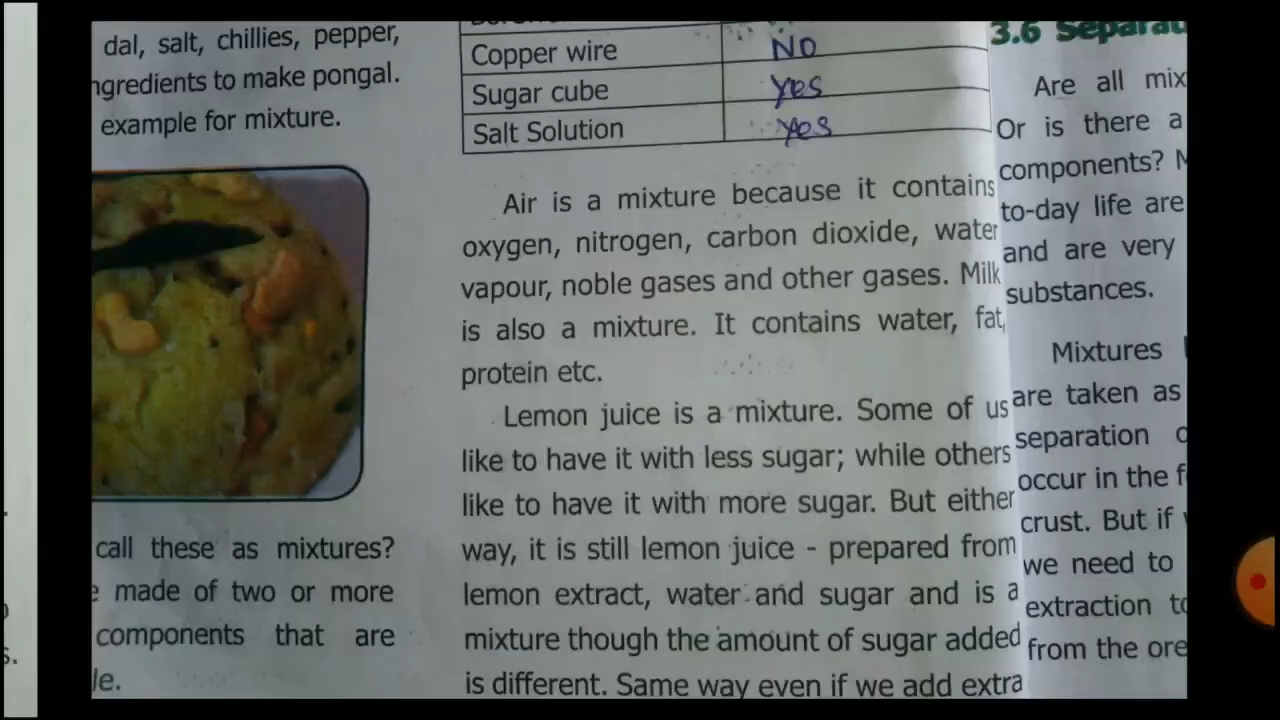 dal, salt, chillies, pepper,
ngredients to make pongal.
example for mixture.
call these as mixtures?
made of two or more
components that are
le.
Copper wire NO
Sugar cube Yes
Salt Solution Yes
Air is a mixture because it contains
oxygen, nitrogen, carbon dioxide, water
vapour, noble gases and other gases. Milk
is also a mixture. It contains water, fat,
protein etc.
Lemon juice is a mixture. Some of us
like to have it with less sugar; while others
like to have it with more sugar. But either
way, it is still lemon juice - prepared from
lemon extract, water and sugar and is a
mixture though the amount of sugar added
is different. Same way even if we add extra
3.6 Separat
Are all mix
Or is there a
components? M
to-day life are
and are very
substances.
Mixtures
are taken as
separation
occur in the f
crust. But if
we need to
extraction to
from the ore